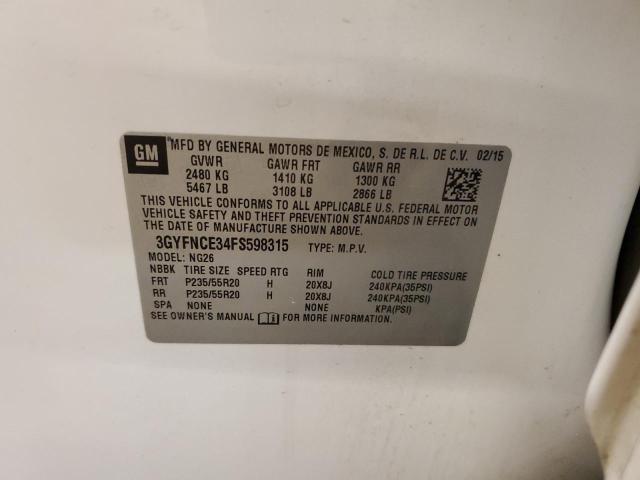 GM MFD BY GENERAL MOTORS DE MEXICO, S. DE R.L. DE C.V. 02/15
GVWR GAWR FRT GAWR RR
2480 KG 1410 KG 1300 KG
5467 LB 3108 LB 2866 LB
THIS VEHICLE CONFORMS TO ALL APPLICABLE U.S. FEDERAL MOTOR
VEHICLE SAFETY AND THEFT PREVENTION STANDARDS IN EFFECT ON
THE DATE OF MANUFACTURE SHOWN ABOVE.
3GYFNCE34FS598315 TYPE: M.P.V.
MODEL: NG26
NBBK TIRE SIZE SPEED RTG RIM COLD TIRE PRESSURE
FRT P235/55R20 H 20X8J 240KPA(35PSI)
RR P235/55R20 H 20X8J 240KPA(35PSI)
SPA NONE NONE KPA(PSI)
SEE OWNER'S MANUAL FOR MORE INFORMATION.